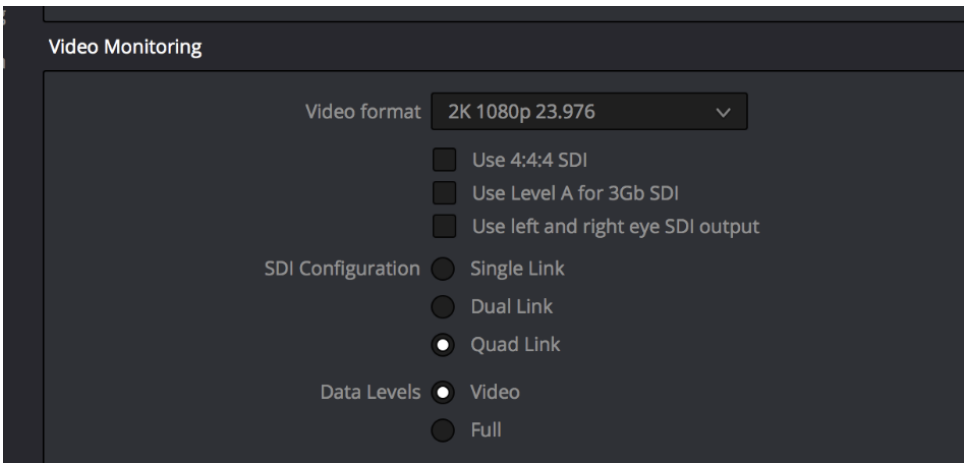 Video Monitoring
Video format 2K 1080p 23.976
Use 4:4:4 SDI
Use Level A for 3Gb SDI
Use left and right eye SDI output
SDI Configuration Single Link
Dual Link
Quad Link
Data Levels Video
Full